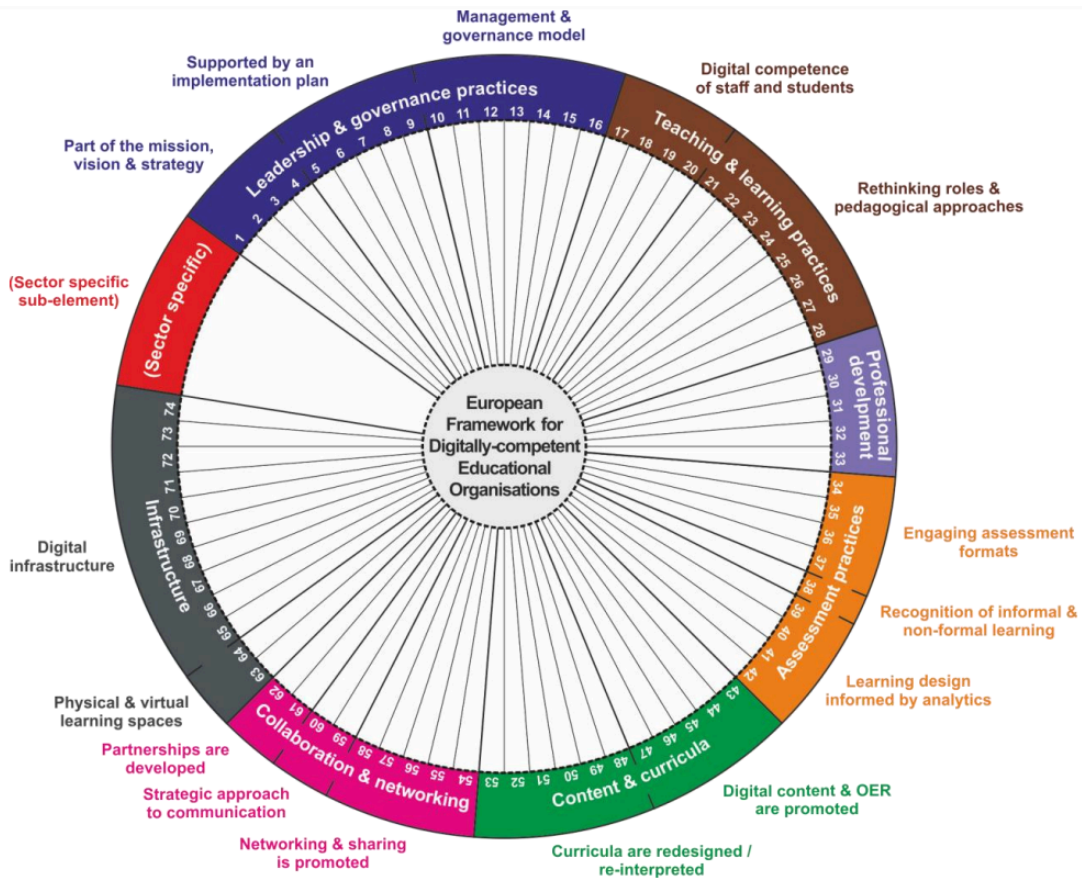 Management &
governance model
Supported by an
implementation plan
Part of the mission,
vision & strategy
Leadership & governance practices
1
2
3
4
5
6
7
8
9
10
11
12
13
14
15
16
Digital competence
of staff and students
Rethinking roles &
pedagogical approaches
Teaching & learning practices
17
18
19
20
21
22
23
24
25
26
27
28
Professional
develpment
29
30
31
32
33
Engaging assessment
formats
Recognition of informal &
non-formal learning
Learning design
informed by analytics
Assessment practices
34
35
36
37
38
39
40
41
42
Digital content & OER
are promoted
Curricula are redesigned /
re-interpreted
Content & curricula
43
44
45
46
47
48
49
50
51
52
53
Networking & sharing
is promoted
Strategic approach
to communication
Partnerships are
developed
Collaboration & networking
54
55
56
57
58
59
60
61
62
Physical & virtual
learning spaces
Digital
infrastructure
Infrastructure
63
64
65
66
67
68
69
70
71
72
73
74
(Sector specific
sub-element)
(Sector specific)
European
Framework for
Digitally-competent
Educational
Organisations